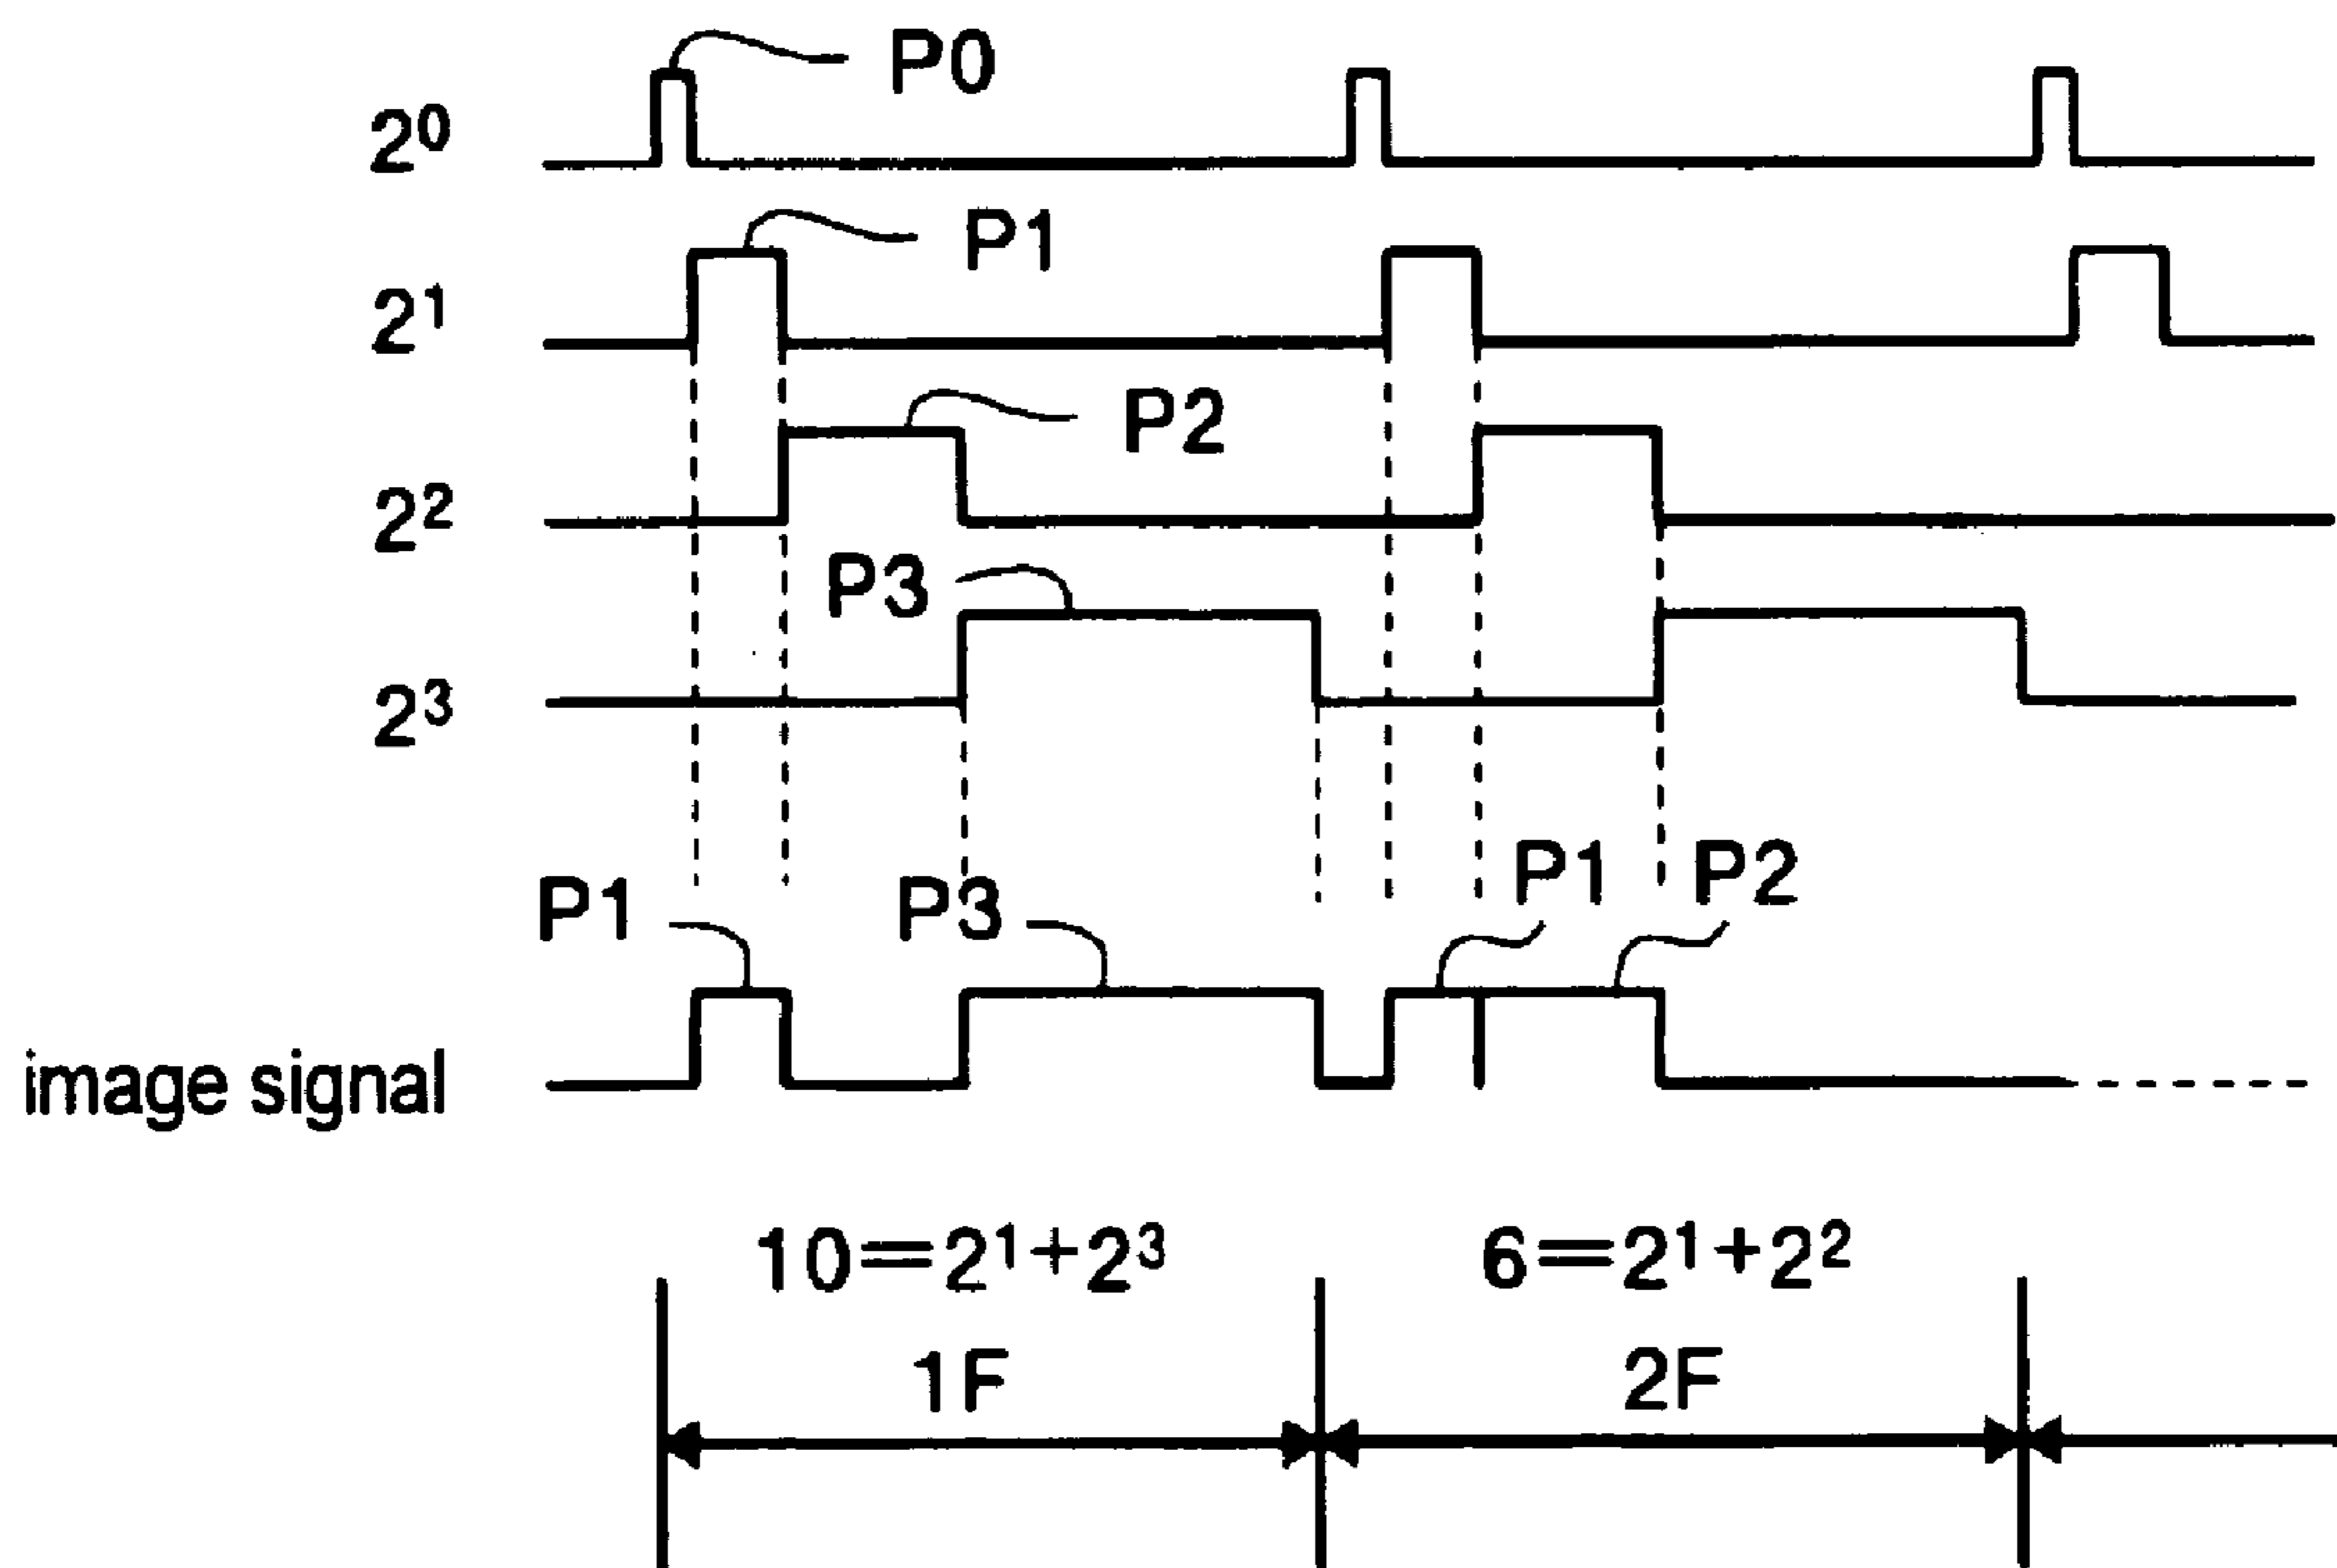 P0
2⁰
P1
2¹
P2
2²
P3
2³
P1 P3 P1 P2
image signal
10=2¹+2³ 6=2¹+2²
1F 2F